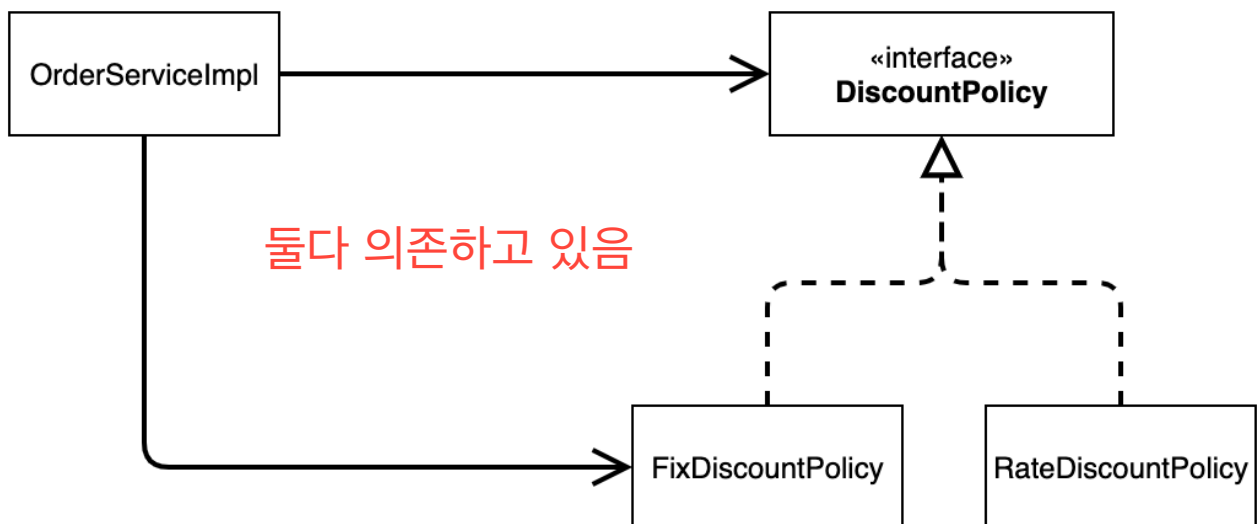 OrderServiceImpl
«interface»
DiscountPolicy
둘다 의존하고 있음
FixDiscountPolicy
RateDiscountPolicy